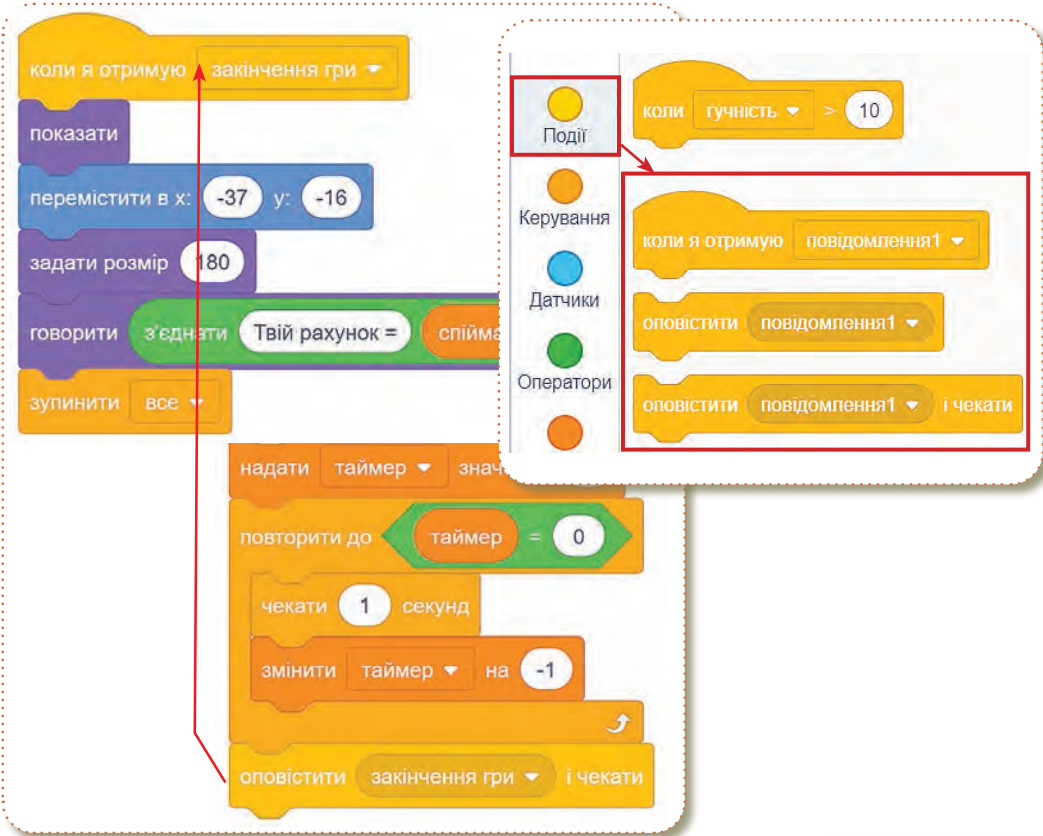 коли я отримую закінчення гри
показати
перемістити в x: -37 y: -16
задати розмір 180
говорити з'єднати Твій рахунок =
зупинити все
надати таймер
повторити до таймер = 0
чекати 1 секунд
змінити таймер на -1
оповістити закінчення гри і чекати
Події
Керування
Датчики
Оператори
коли гучність > 10
коли я отримую повідомлення1
оповістити повідомлення1
оповістити повідомлення1 і чекати